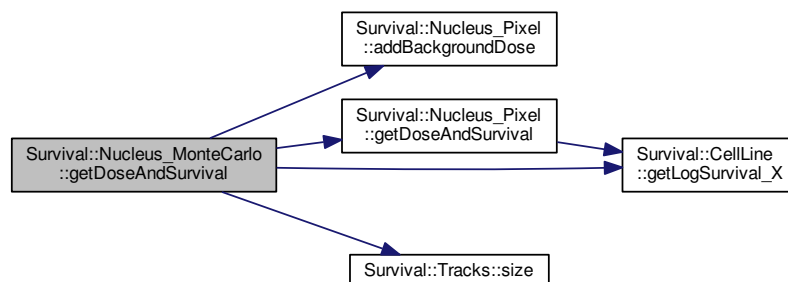 Survival::Nucleus_Pixel
::addBackgroundDose
Survival::Nucleus_Pixel
::getDoseAndSurvival
Survival::Nucleus_MonteCarlo
::getDoseAndSurvival
Survival::CellLine
::getLogSurvival_X
Survival::Tracks::size